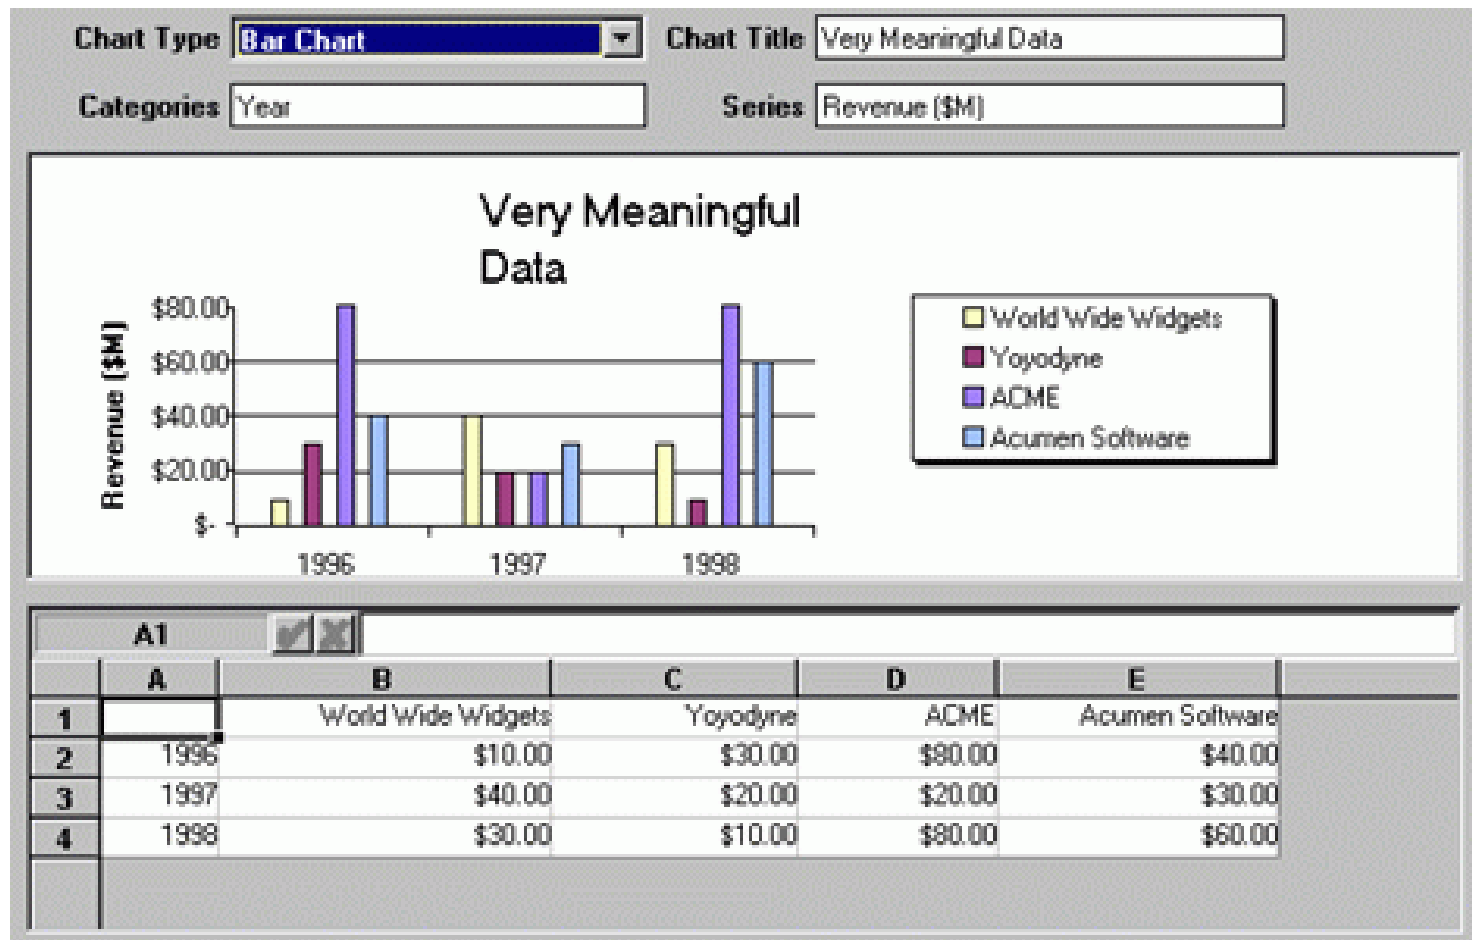 Chart Type Bar Chart Chart Title Very Meaningful Data
Categories Year Series Revenue ($M)
Very Meaningful
Data
Revenue ($M)
$80.00
$60.00
$40.00
$20.00
$-
1996 1997 1998
World Wide Widgets
Yoyodyne
ACME
Acumen Software
A1
A B C D E
1 World Wide Widgets Yoyodyne ACME Acumen Software
2 1996 $10.00 $30.00 $80.00 $40.00
3 1997 $40.00 $20.00 $20.00 $30.00
4 1998 $30.00 $10.00 $80.00 $60.00